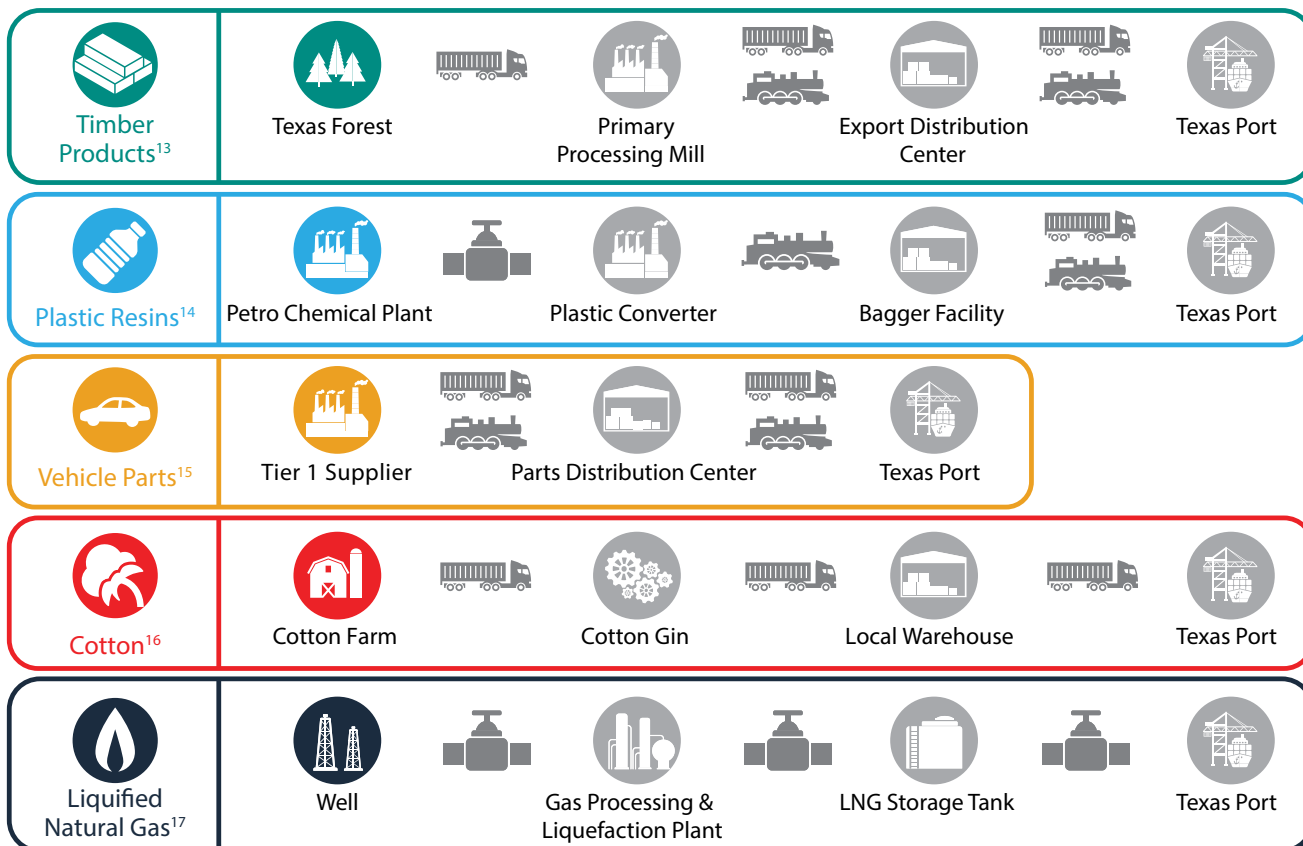 Timber
Products13
Texas Forest
Primary
Processing Mill
Export Distribution
Center
Texas Port
Plastic Resins14
Petro Chemical Plant
Plastic Converter
Bagger Facility
Texas Port
Vehicle Parts15
Tier 1 Supplier
Parts Distribution Center
Texas Port
Cotton16
Cotton Farm
Cotton Gin
Local Warehouse
Texas Port
Liquified
Natural Gas17
Well
Gas Processing &
Liquefaction Plant
LNG Storage Tank
Texas Port